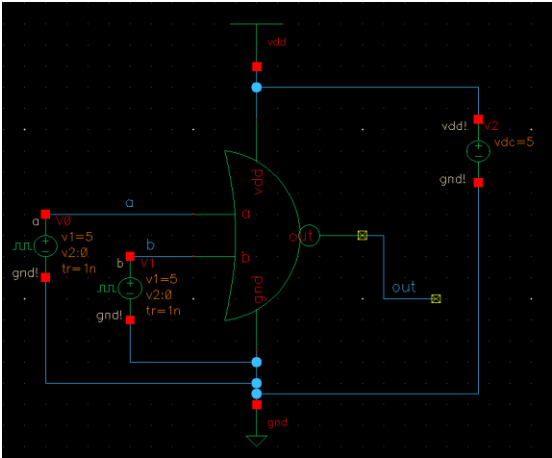 vdd
vdd!
V2
vdc=5
gnd!
vdd
a
a
a
V0
v1=5
v2:0
tr=1n
gnd!
out
b
b
b
V1
v1=5
v2:0
tr=1n
gnd!
gnd
out
gnd